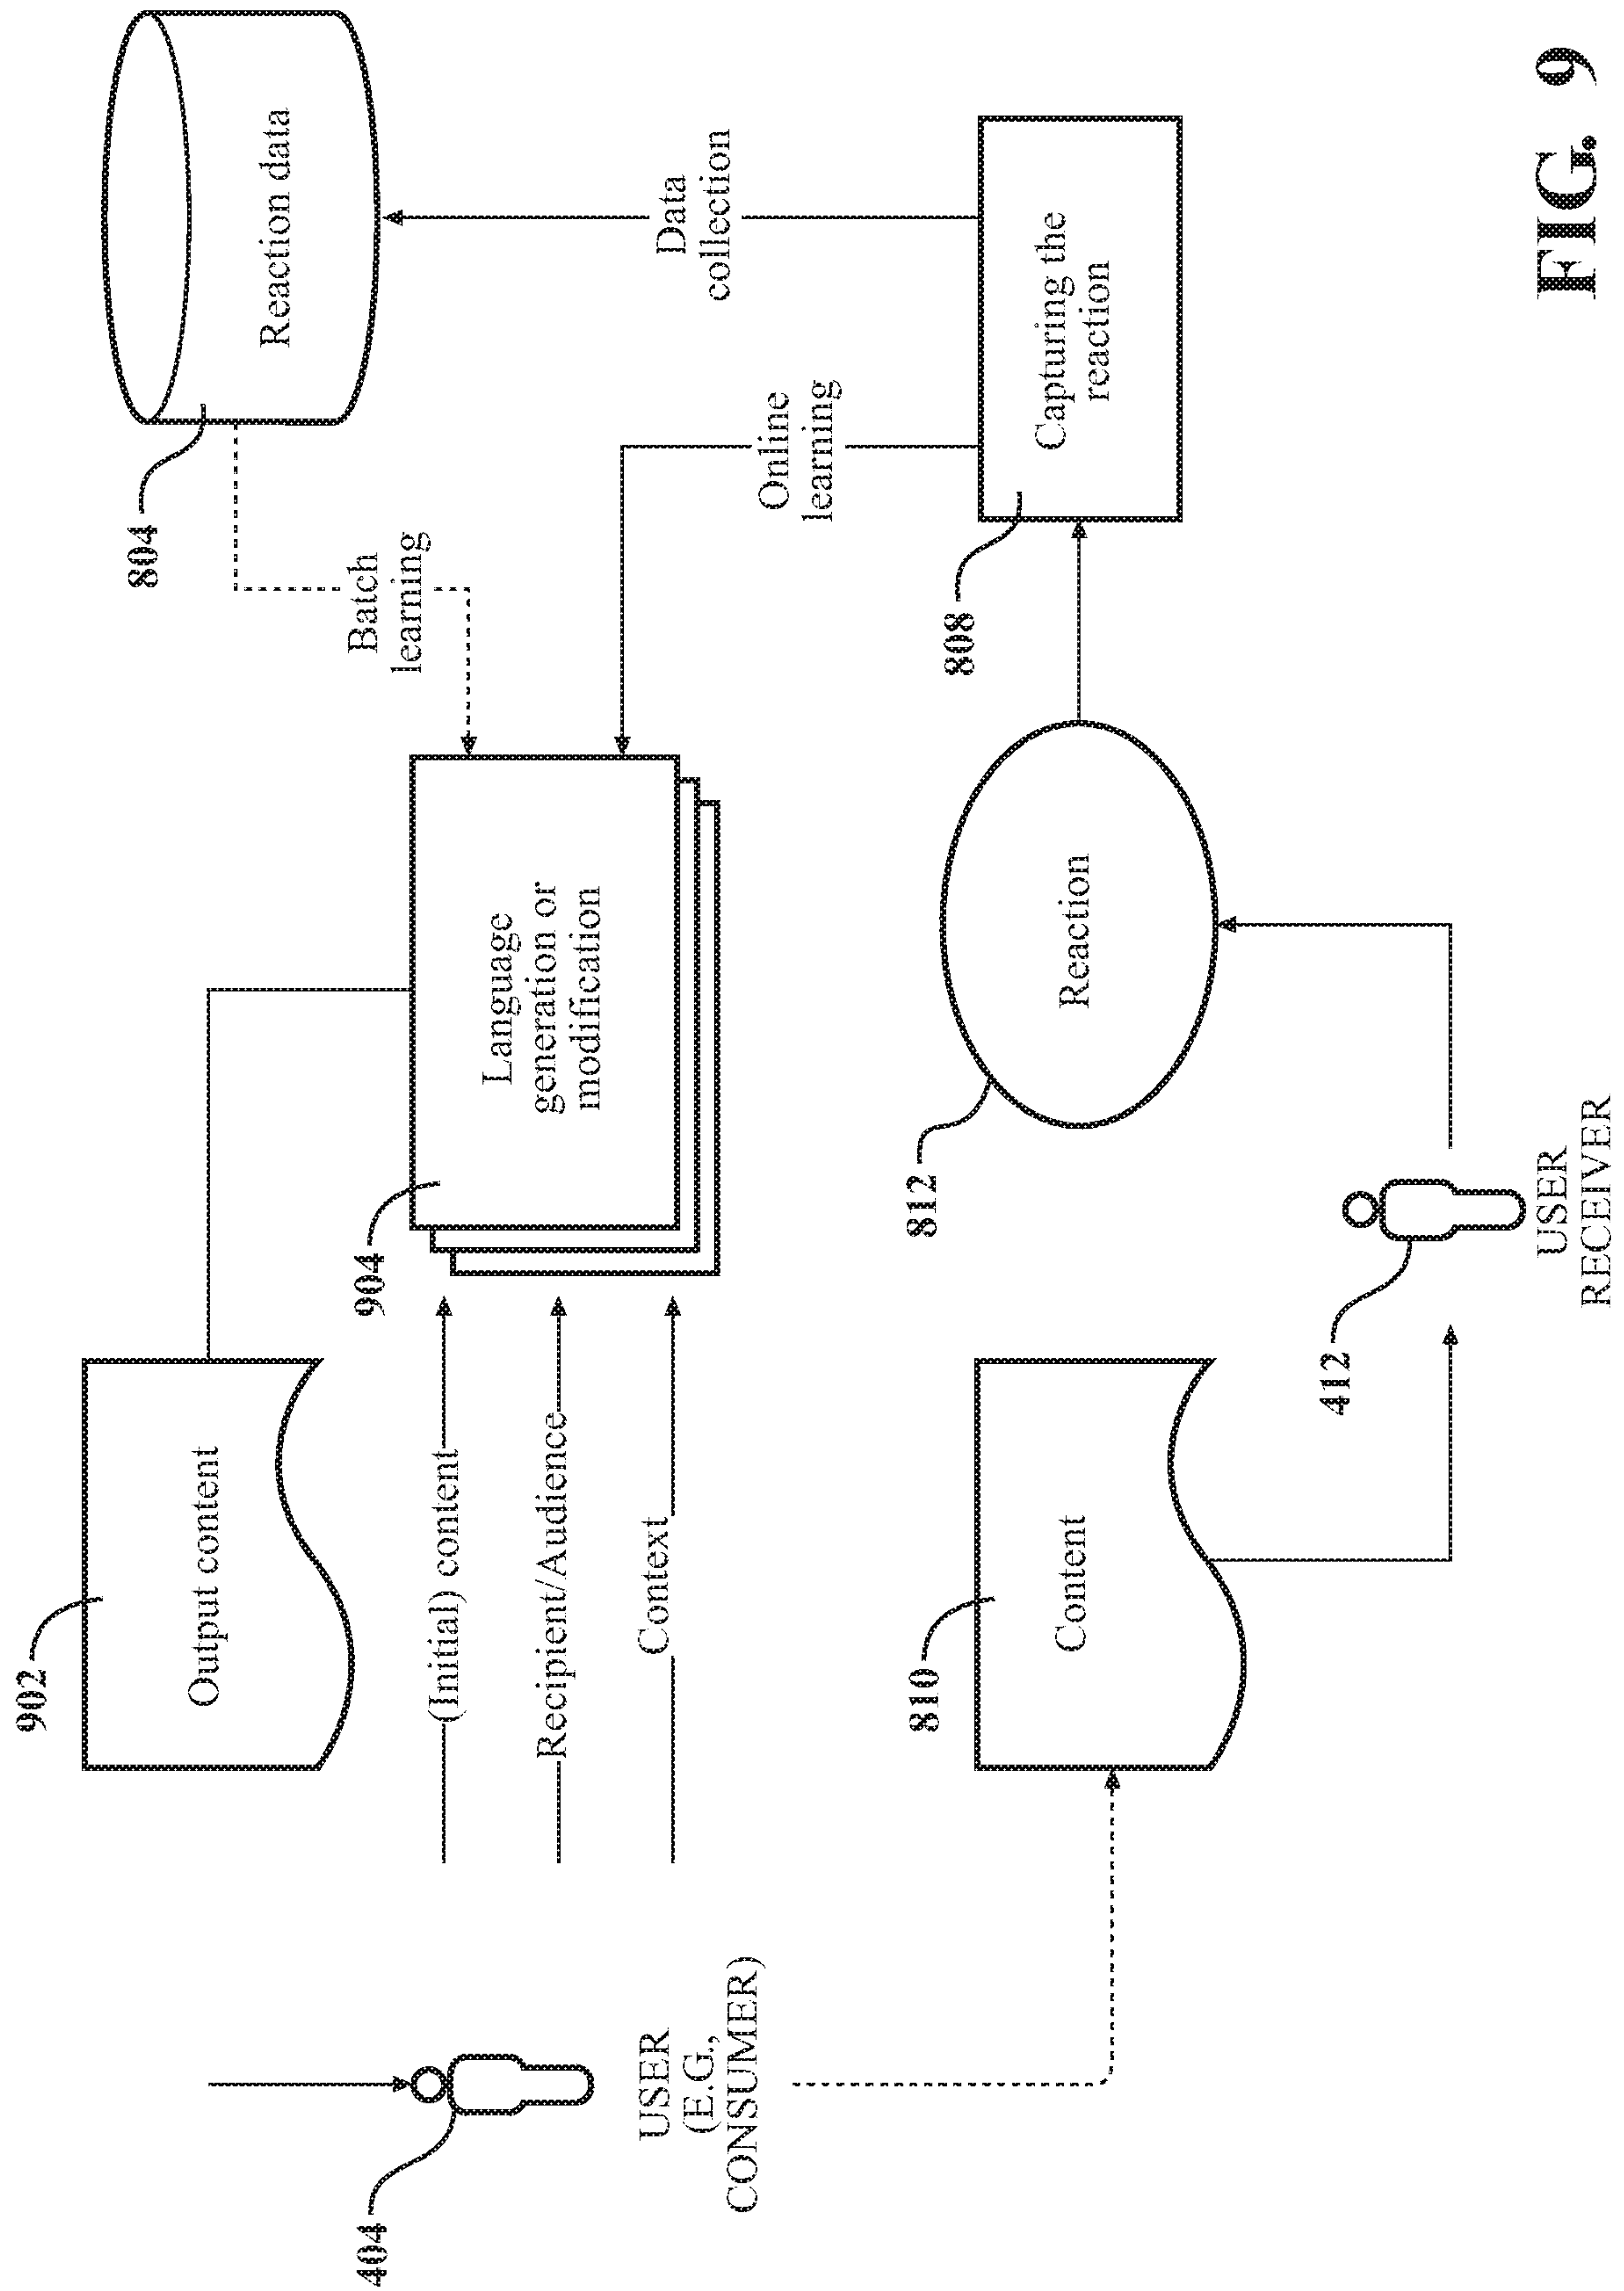 902
Output content
804
Reaction data
Batch
learning
404
USER
(E.G.,
CONSUMER)
(Initial) content
Recipient/Audience
Context
904
Language
generation or
modification
Online
learning
Data
collection
810
Content
812
Reaction
808
Capturing the
reaction
412
USER
RECEIVER
FIG. 9